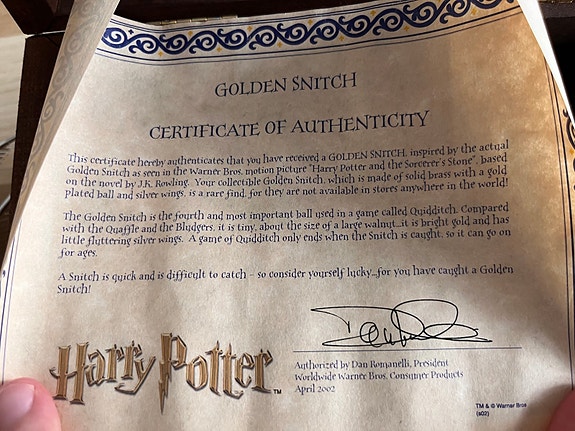 GOLDEN SNITCH
CERTIFICATE OF AUTHENTICITY
This certificate hereby authenticates that you have received a GOLDEN SNITCH, inspired by the actual
Golden Snitch as seen in the Warner Bros. motion picture "Harry Potter and the Sorcerer's Stone", based
on the novel by J.K. Rowling. Your collectible Golden Snitch, which is made of solid brass with a gold
plated ball and silver wings, is a rare find, for they are not available in stores anywhere in the world!
The Golden Snitch is the fourth and most important ball used in a game called Quidditch. Compared
with the Quaffle and the Bludgers, it is tiny, about the size of a large walnut...it is bright gold and has
little fluttering silver wings. A game of Quidditch only ends when the Snitch is caught, so it can go on
for ages.
A Snitch is quick and is difficult to catch - so consider yourself lucky...for you have caught a Golden
Snitch!
Harry Potter TM
Authorized by Dan Romanelli, President
Worldwide Warner Bros. Consumer Products
April 2002
TM & © Warner Bros
(s02)